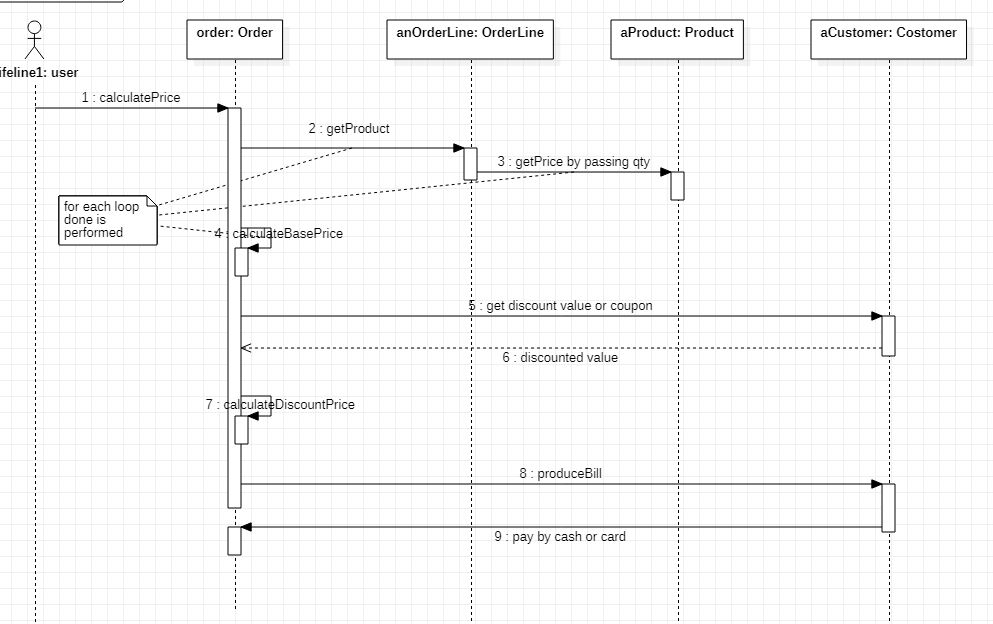 order: Order
anOrderLine: OrderLine
aProduct: Product
aCustomer: Costomer
ifeline1: user
1 : calculatePrice
2 : getProduct
3 : getPrice by passing qty
for each loop
done is
performed
4 : calculateBasePrice
5 : get discount value or coupon
6 : discounted value
7 : calculateDiscountPrice
8 : produceBill
9 : pay by cash or card